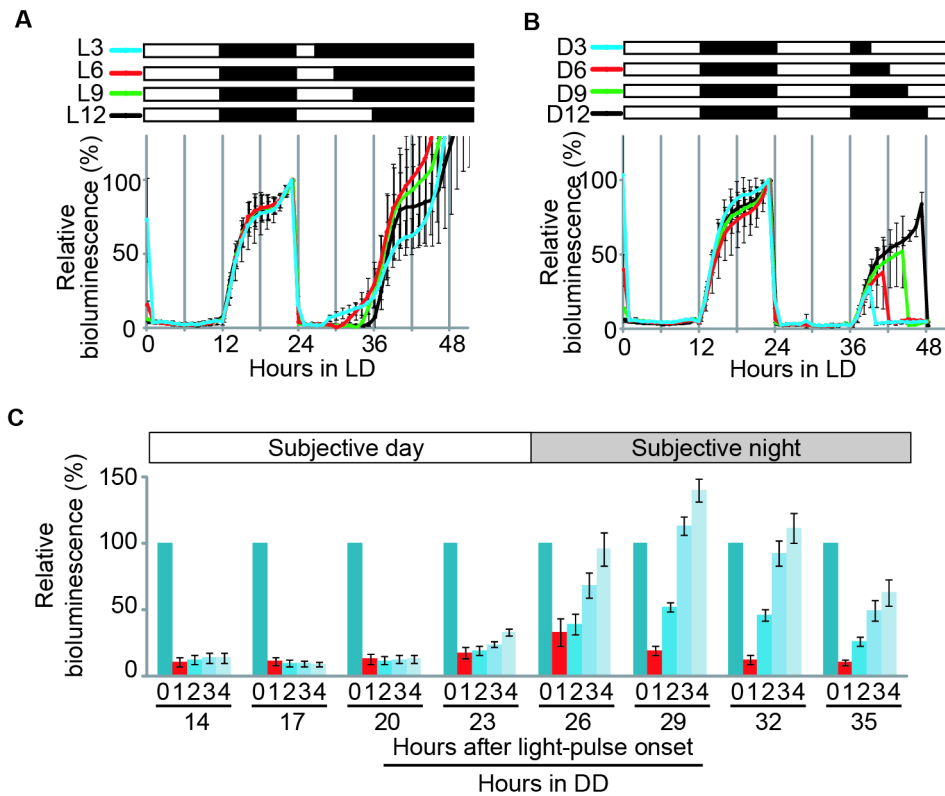 A
L3
L6
L9
L12
Relative bioluminescence (%)
100
50
0
0 12 24 36 48
Hours in LD
B
D3
D6
D9
D12
Relative bioluminescence (%)
100
50
0
0 12 24 36 48
Hours in LD
C
Subjective day Subjective night
Relative bioluminescence (%)
150
100
50
0
01234 01234 01234 01234 01234 01234 01234 01234
14 17 20 23 26 29 32 35
Hours after light-pulse onset
Hours in DD